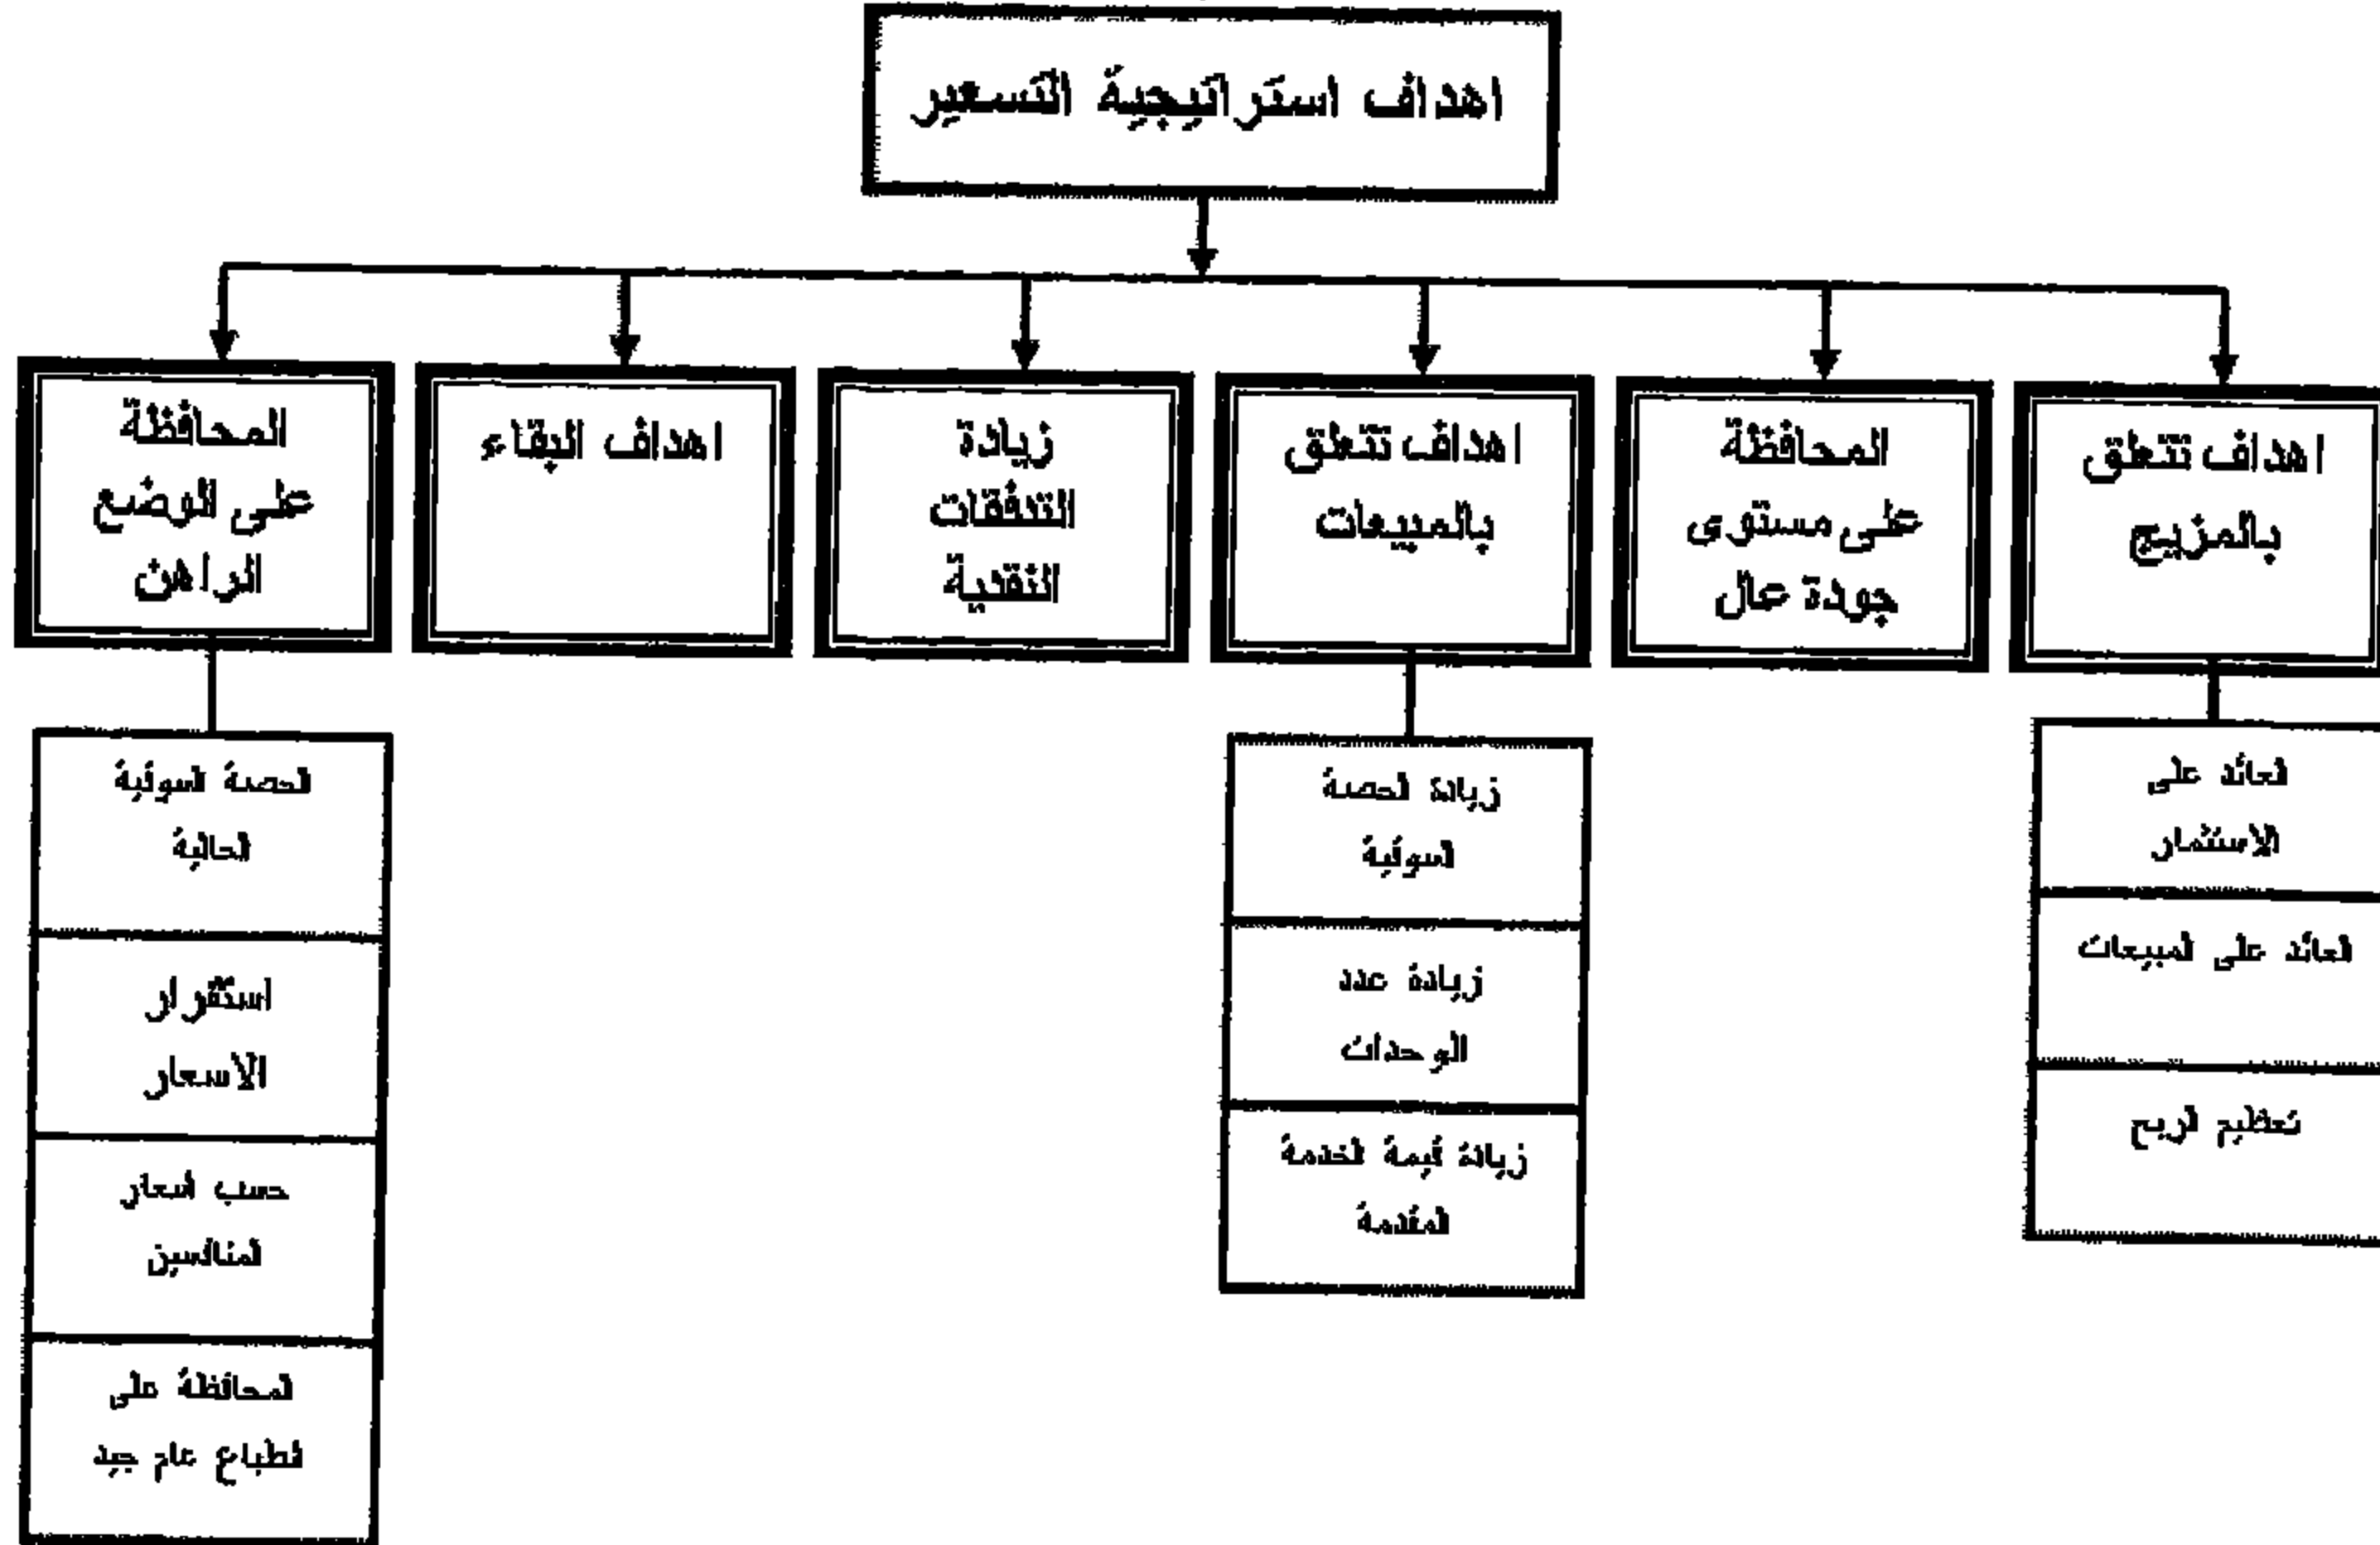 اهداف استراتيجية التسعير
اهداف تتعلق
بالمزيج
المحافظة
على مستوى
جودة عال
اهداف تتعلق
بالمبيعات
زيادة
التدفقات
النقدية
اهداف البقاء
المحافظة
على الوضع
الراهن
العائد على
الاستثمار
العائد على المبيعات
تعظيم الربح
زيادة الحصة
السوقية
زيادة عدد
الوحدات
زيادة قيمة الخدمة
المقدمة
الحصة السوقية
الحالية
استقرار
الاسعار
حسب اسعار
المنافسين
المحافظة على
انطباع عام جيد